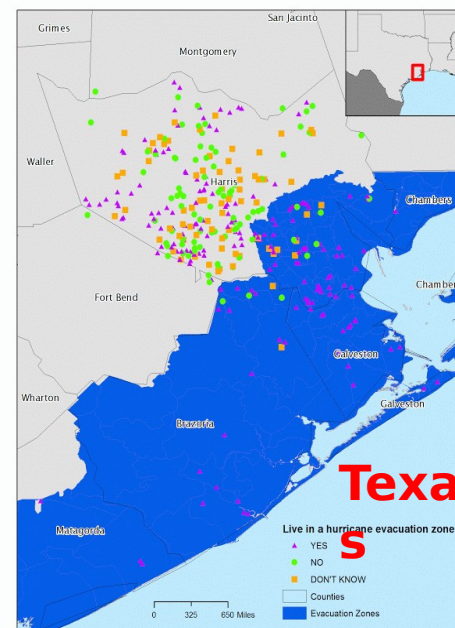 San Jacinto
Grimes
Montgomery
Waller
Harris
Chambers
Chamber
Fort Bend
Galveston
Wharton
Galveston
Brazoria
Texa
s
Matagorda
Live in a hurricane evacuation zone
YES
NO
DON'T KNOW
Counties
0 325 650 Miles
Evacuation Zones